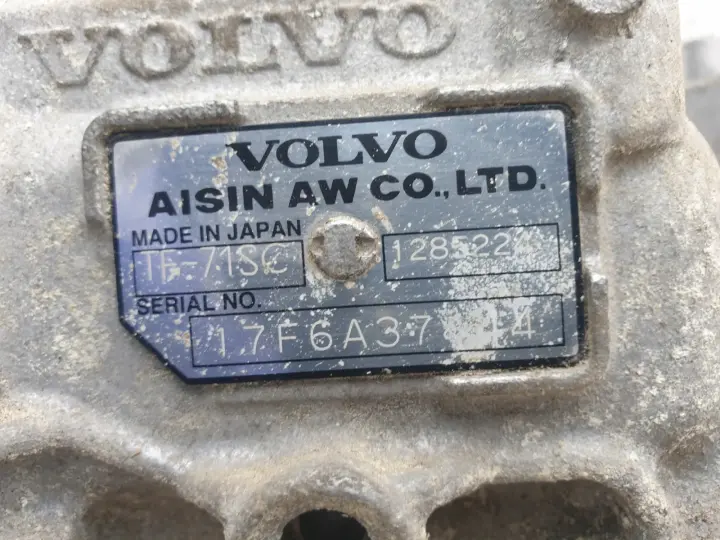 VOLVO
VOLVO
AISIN AW CO., LTD.
MADE IN JAPAN
TF-71SC
SERIAL NO.